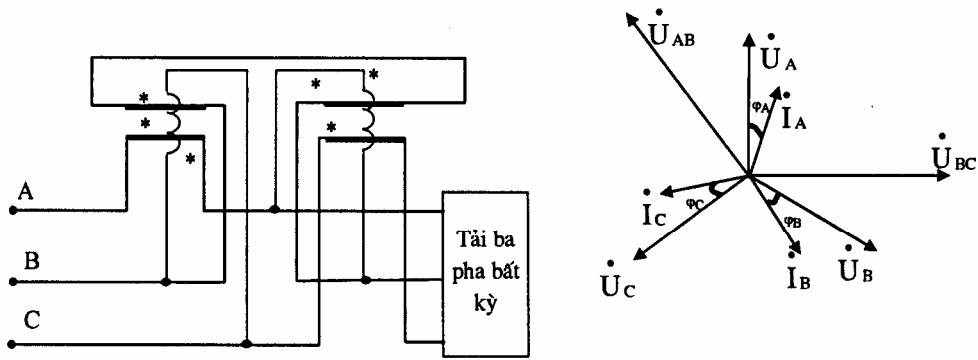 A
B
C
*
*
*
*
*
*
Tải ba
pha bất
kỳ
U̇AB
U̇A
φA
İA
U̇BC
İC
φC
φB
U̇C
İB
U̇B